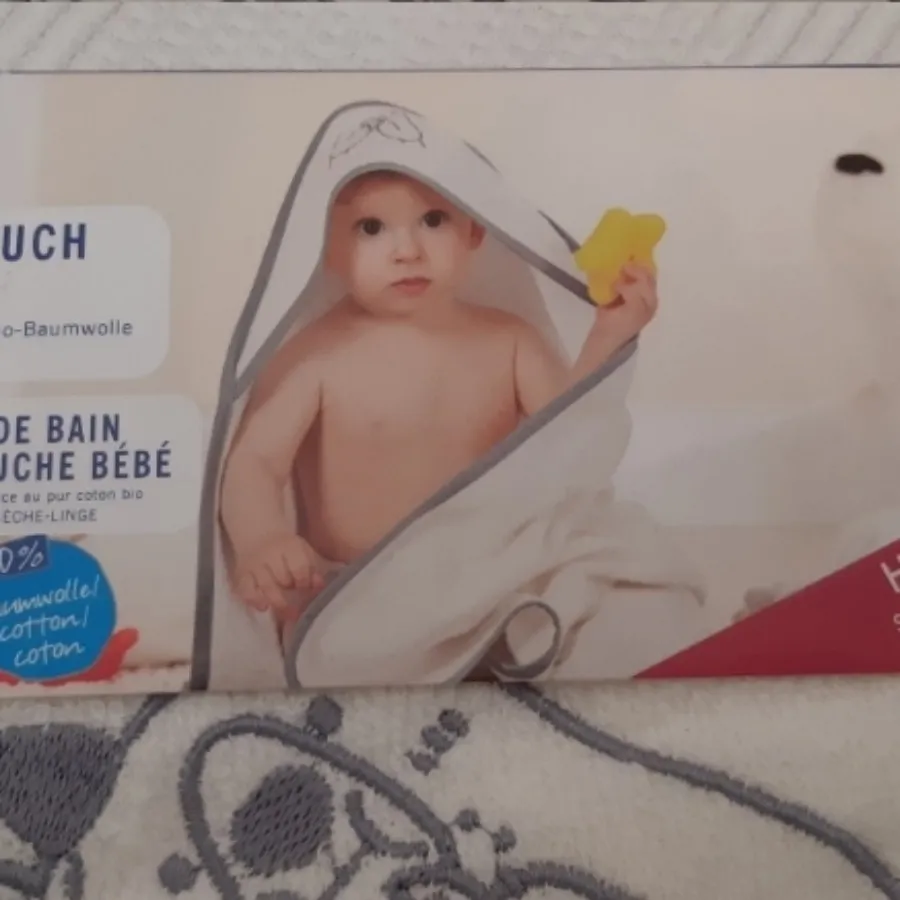 UCH
o-Baumwolle
DE BAIN
UCHE BÉBÉ
ce au pur coton bio
ÈCHE-LINGE
0%
aumwolle/
cotton/
coton
H